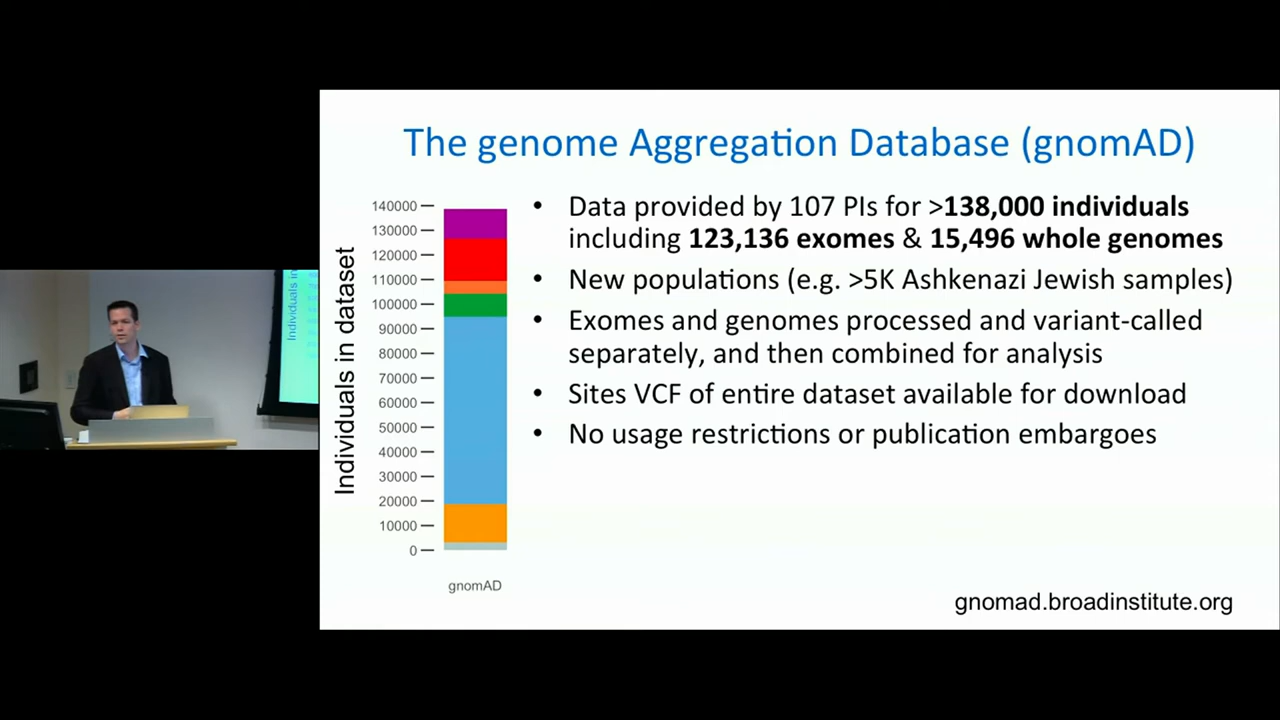 The genome Aggregation Database (gnomAD)
Individuals in dataset
140000
130000
120000
110000
100000
90000
80000
70000
60000
50000
40000
30000
20000
10000
0
gnomAD
• Data provided by 107 PIs for >138,000 individuals
including 123,136 exomes & 15,496 whole genomes
• New populations (e.g. >5K Ashkenazi Jewish samples)
• Exomes and genomes processed and variant-called
separately, and then combined for analysis
• Sites VCF of entire dataset available for download
• No usage restrictions or publication embargoes
gnomad.broadinstitute.org
Individuals in